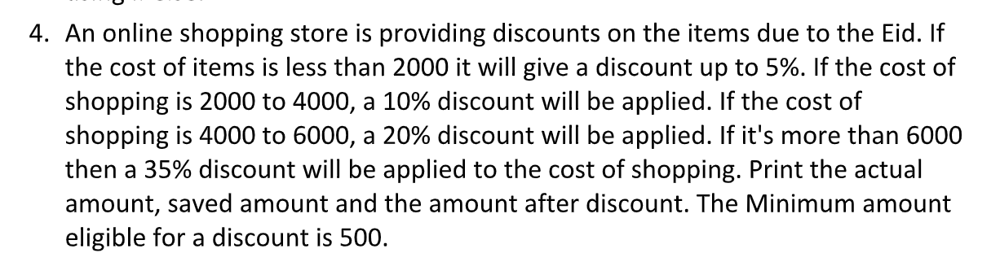 4. An online shopping store is providing discounts on the items due to the Eid. If
the cost of items is less than 2000 it will give a discount up to 5%. If the cost of
shopping is 2000 to 4000, a 10% discount will be applied. If the cost of
shopping is 4000 to 6000, a 20% discount will be applied. If it's more than 6000
then a 35% discount will be applied to the cost of shopping. Print the actual
amount, saved amount and the amount after discount. The Minimum amount
eligible for a discount is 500.